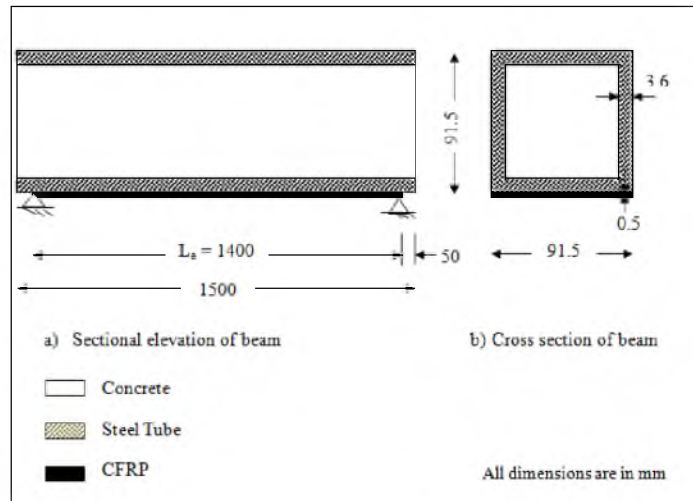 3.6
91.5
0.5
Lₐ = 1400
50
91.5
1500
a) Sectional elevation of beam
b) Cross section of beam
Concrete
Steel Tube
CFRP
All dimensions are in mm